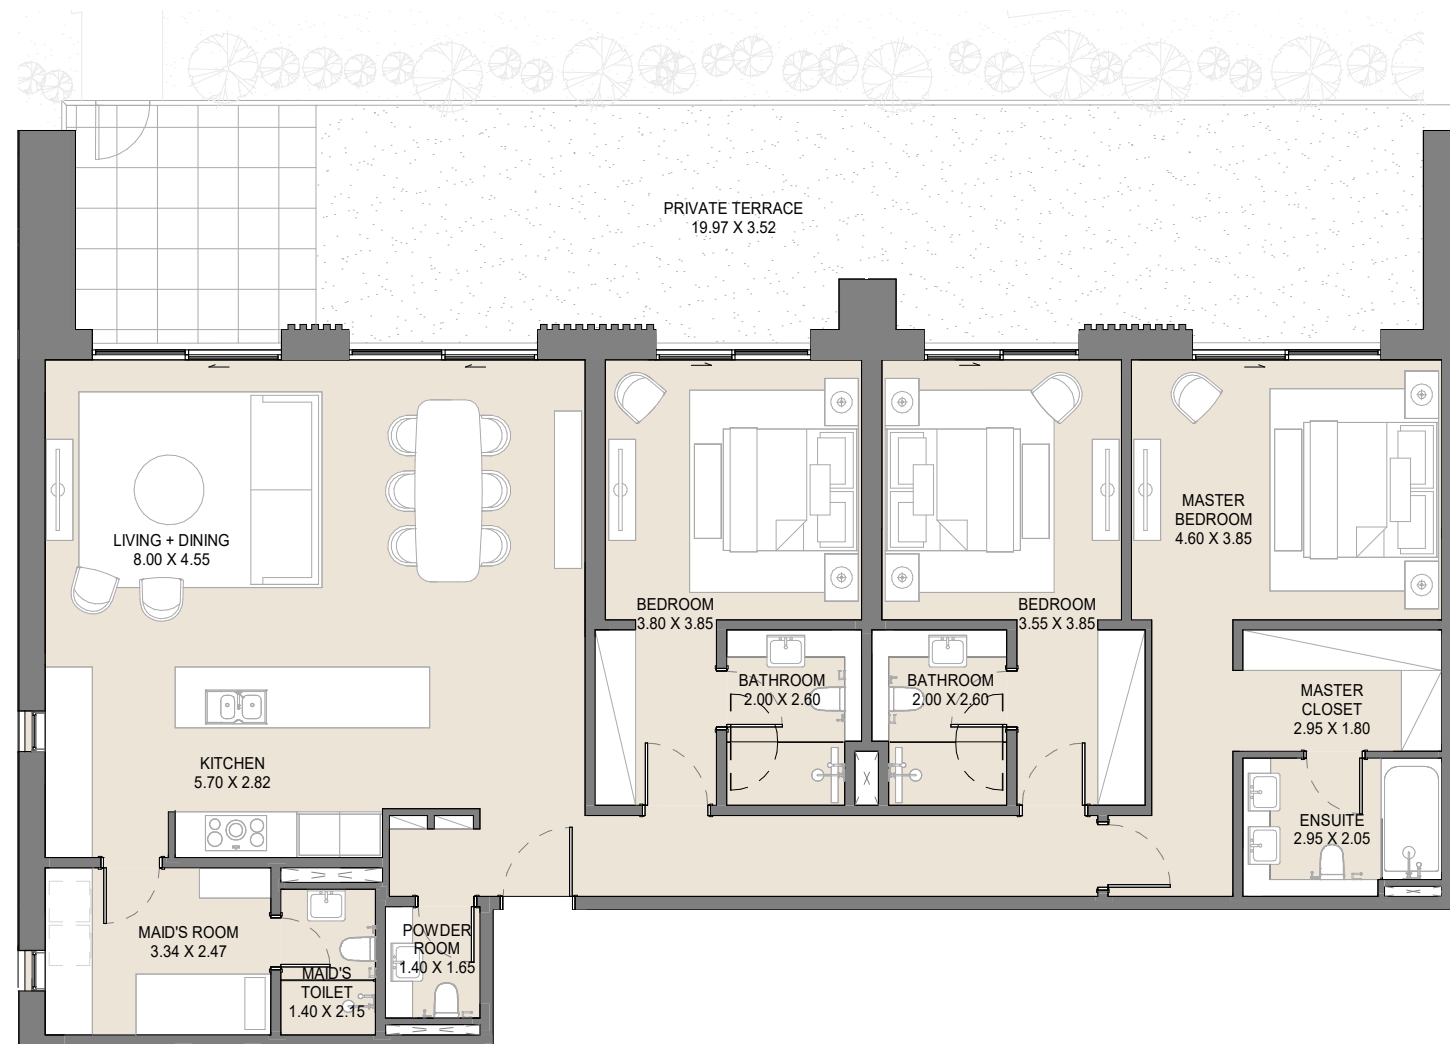 PRIVATE TERRACE
19.97 X 3.52
LIVING + DINING
8.00 X 4.55
MASTER
BEDROOM
4.60 X 3.85
BEDROOM
3.80 X 3.85
BEDROOM
3.55 X 3.85
BATHROOM
2.00 X 2.60
BATHROOM
2.00 X 2.60
MASTER
CLOSET
2.95 X 1.80
KITCHEN
5.70 X 2.82
ENSUITE
2.95 X 2.05
MAID'S ROOM
3.34 X 2.47
POWDER
ROOM
1.40 X 1.65
MAID'S
TOILET
1.40 X 2.15